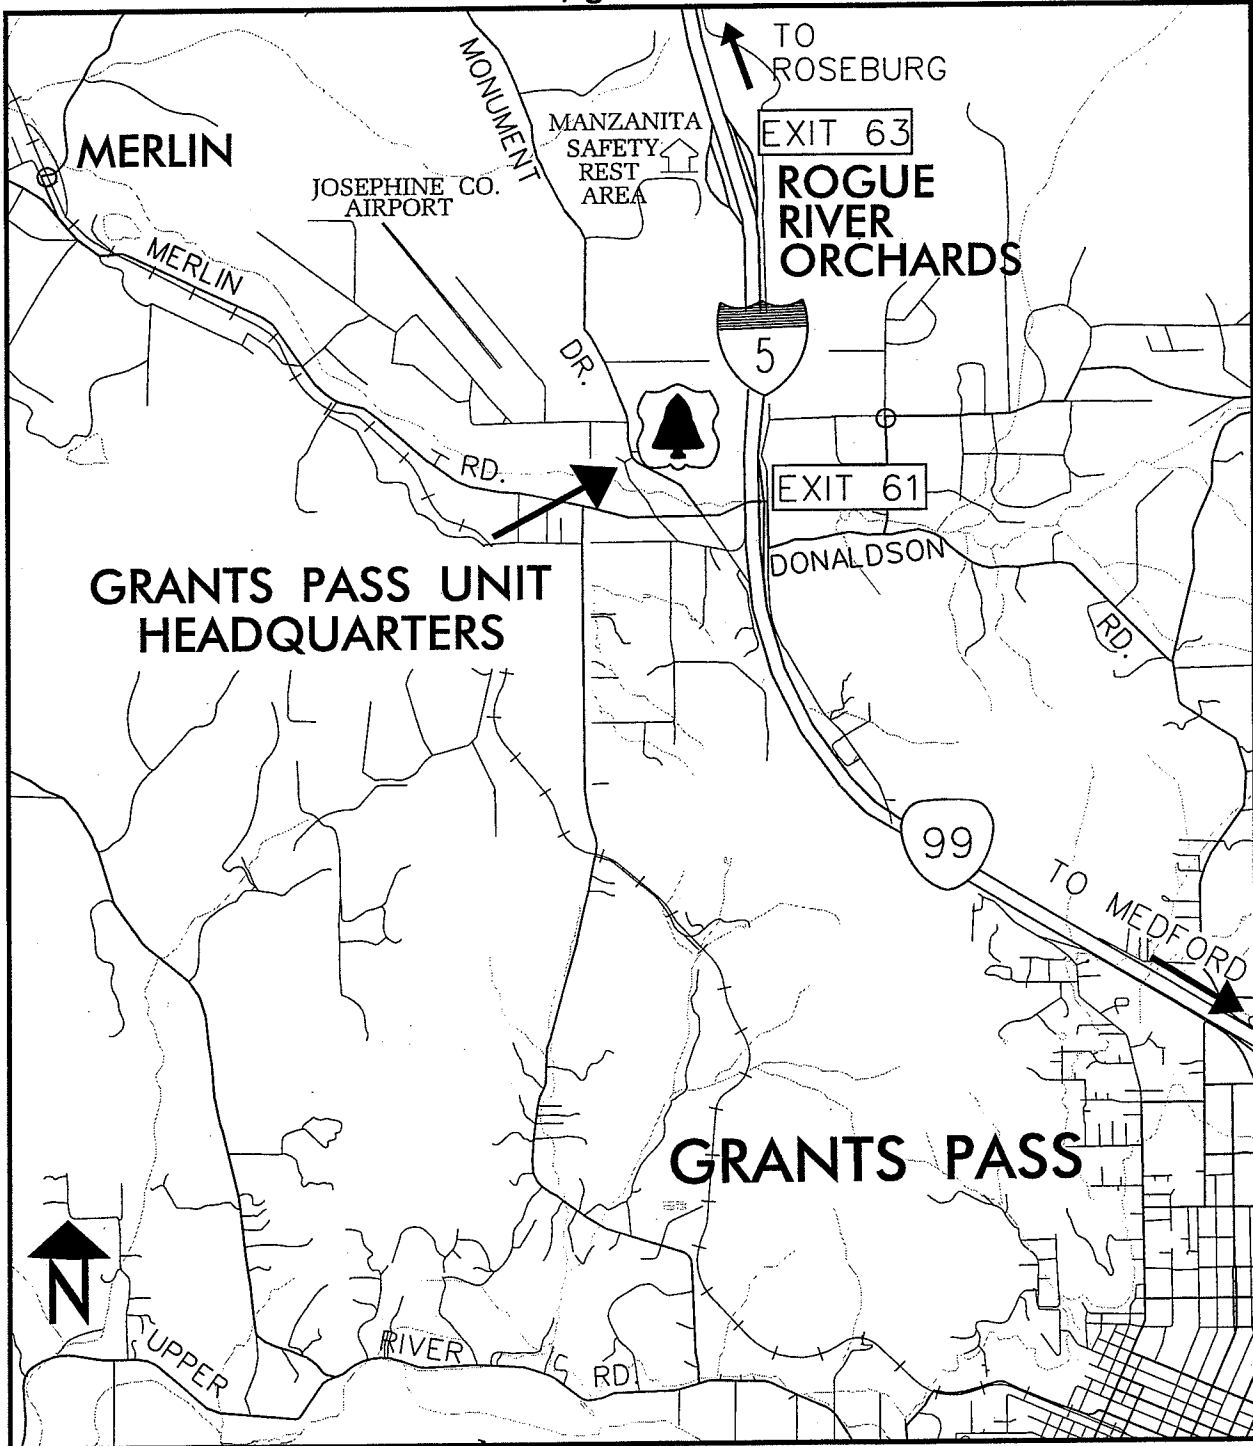 TO
ROSEBURG
MONUMENT
DR.
MANZANITA
SAFETY
REST
AREA
EXIT 63
MERLIN
ROGUE
RIVER
ORCHARDS
JOSEPHINE CO.
AIRPORT
MERLIN
RD.
5
EXIT 61
DONALDSON
RD.
GRANTS PASS UNIT
HEADQUARTERS
99
TO MEDFORD
GRANTS PASS
N
UPPER
RIVER
RD.